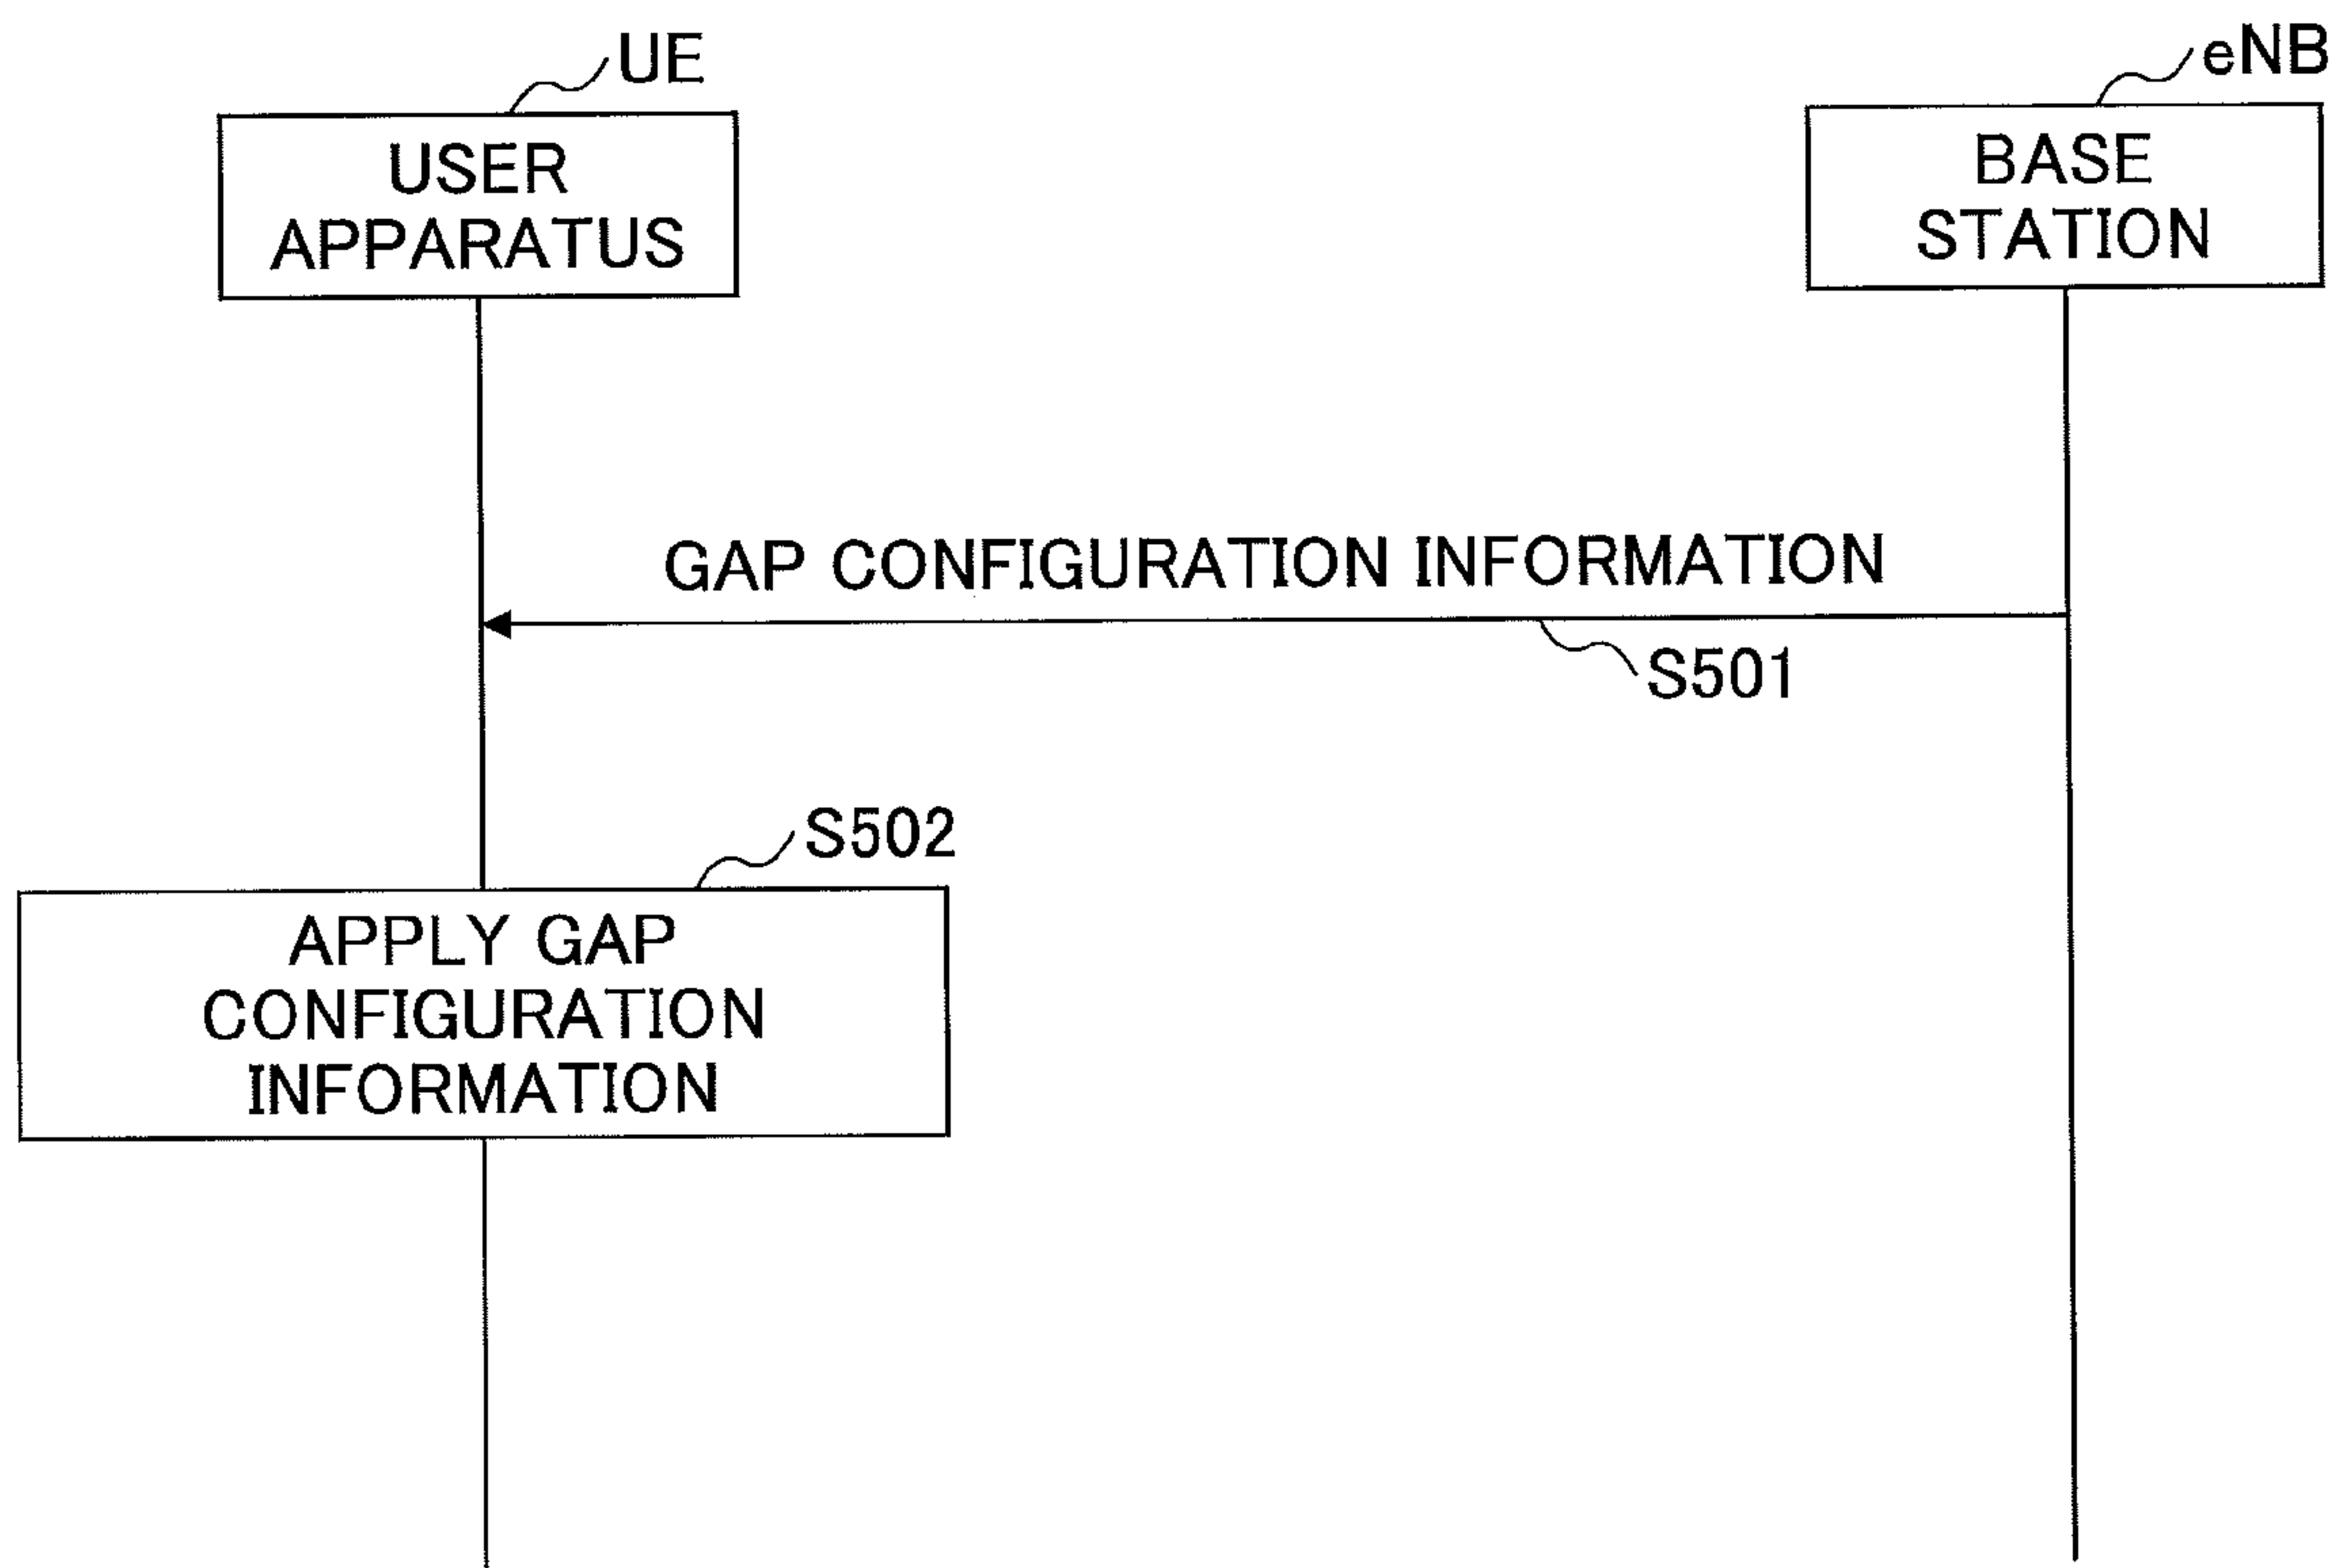 UE
eNB
USER
APPARATUS
BASE
STATION
GAP CONFIGURATION INFORMATION
S501
S502
APPLY GAP
CONFIGURATION
INFORMATION